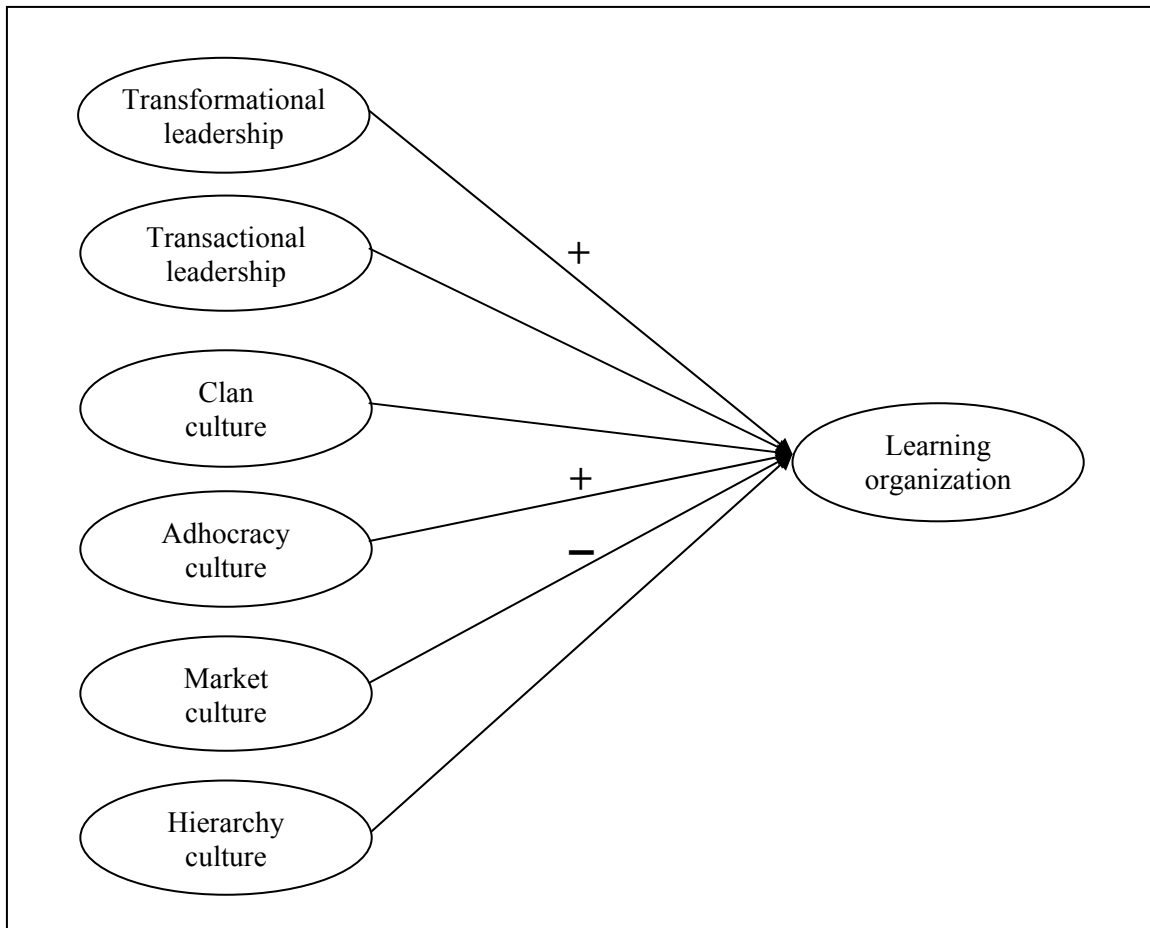 Transformational
leadership
+
Transactional
leadership
Clan
culture
Learning
organization
+
Adhocracy
culture
−
Market
culture
Hierarchy
culture